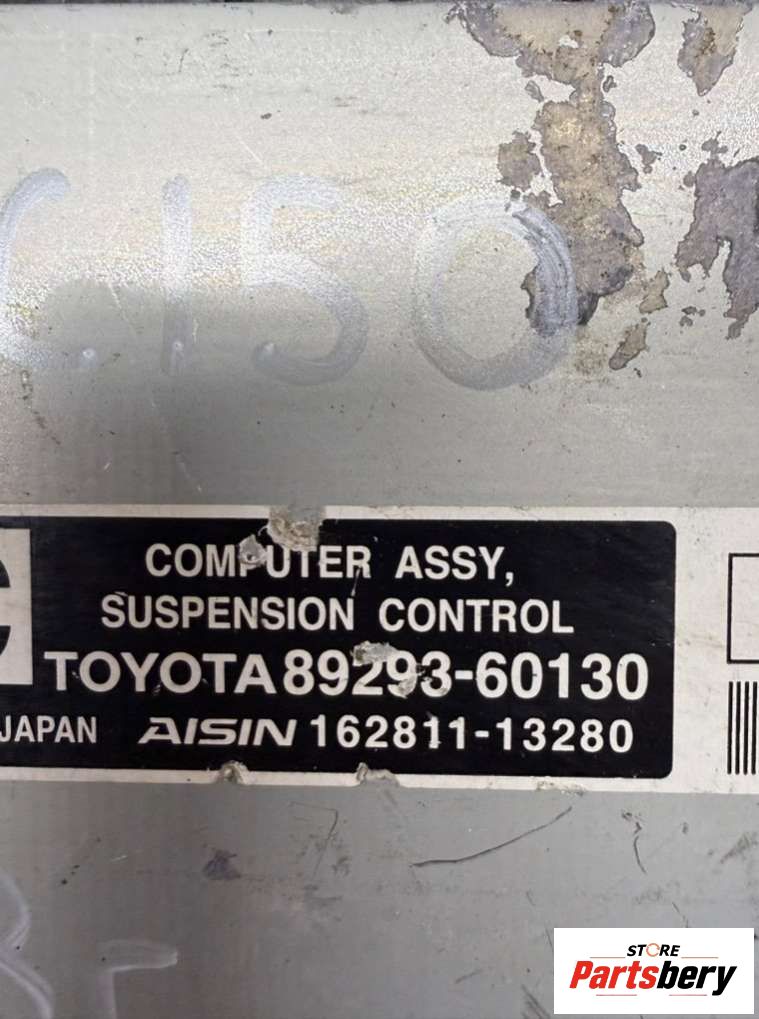 150
COMPUTER ASSY,
SUSPENSION CONTROL
TOYOTA 89293-60130
JAPAN AISIN 162811-13280
STORE
Partsbery